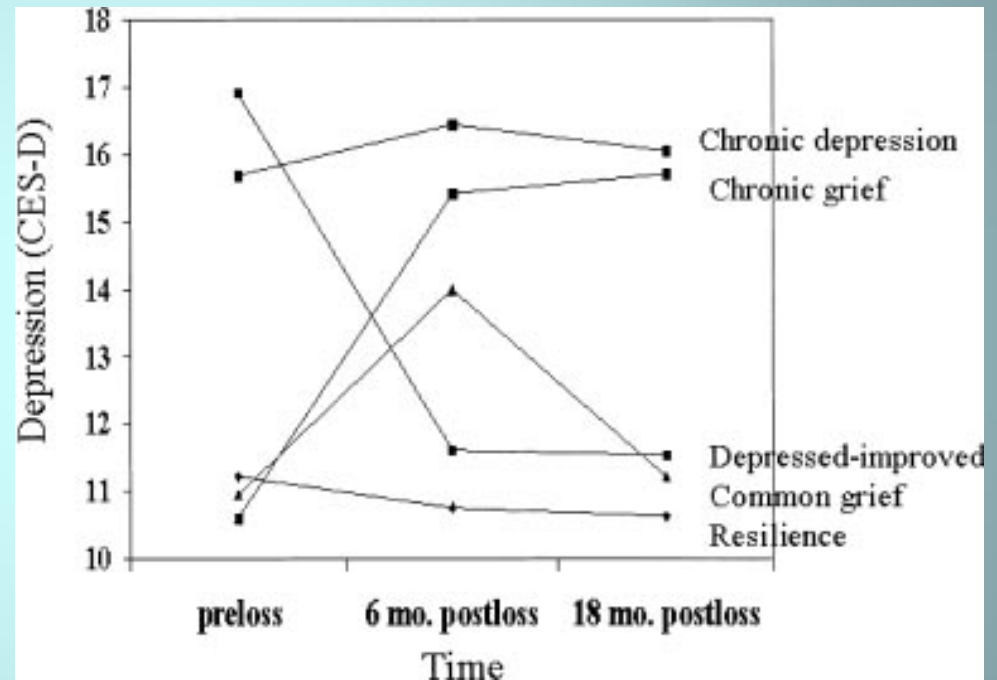 18
17
16
15
14
13
12
11
10
Depression (CES-D)
Chronic depression
Chronic grief
Depressed-improved
Common grief
Resilience
preloss 6 mo. postloss 18 mo. postloss
Time